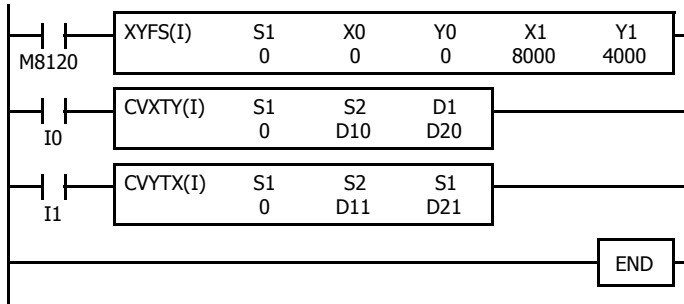 XYFS(I) S1 X0 Y0 X1 Y1
0 0 0 8000 4000
M8120
CVXTY(I) S1 S2 D1
0 D10 D20
I0
CVYTX(I) S1 S2 S1
0 D11 D21
I1
END